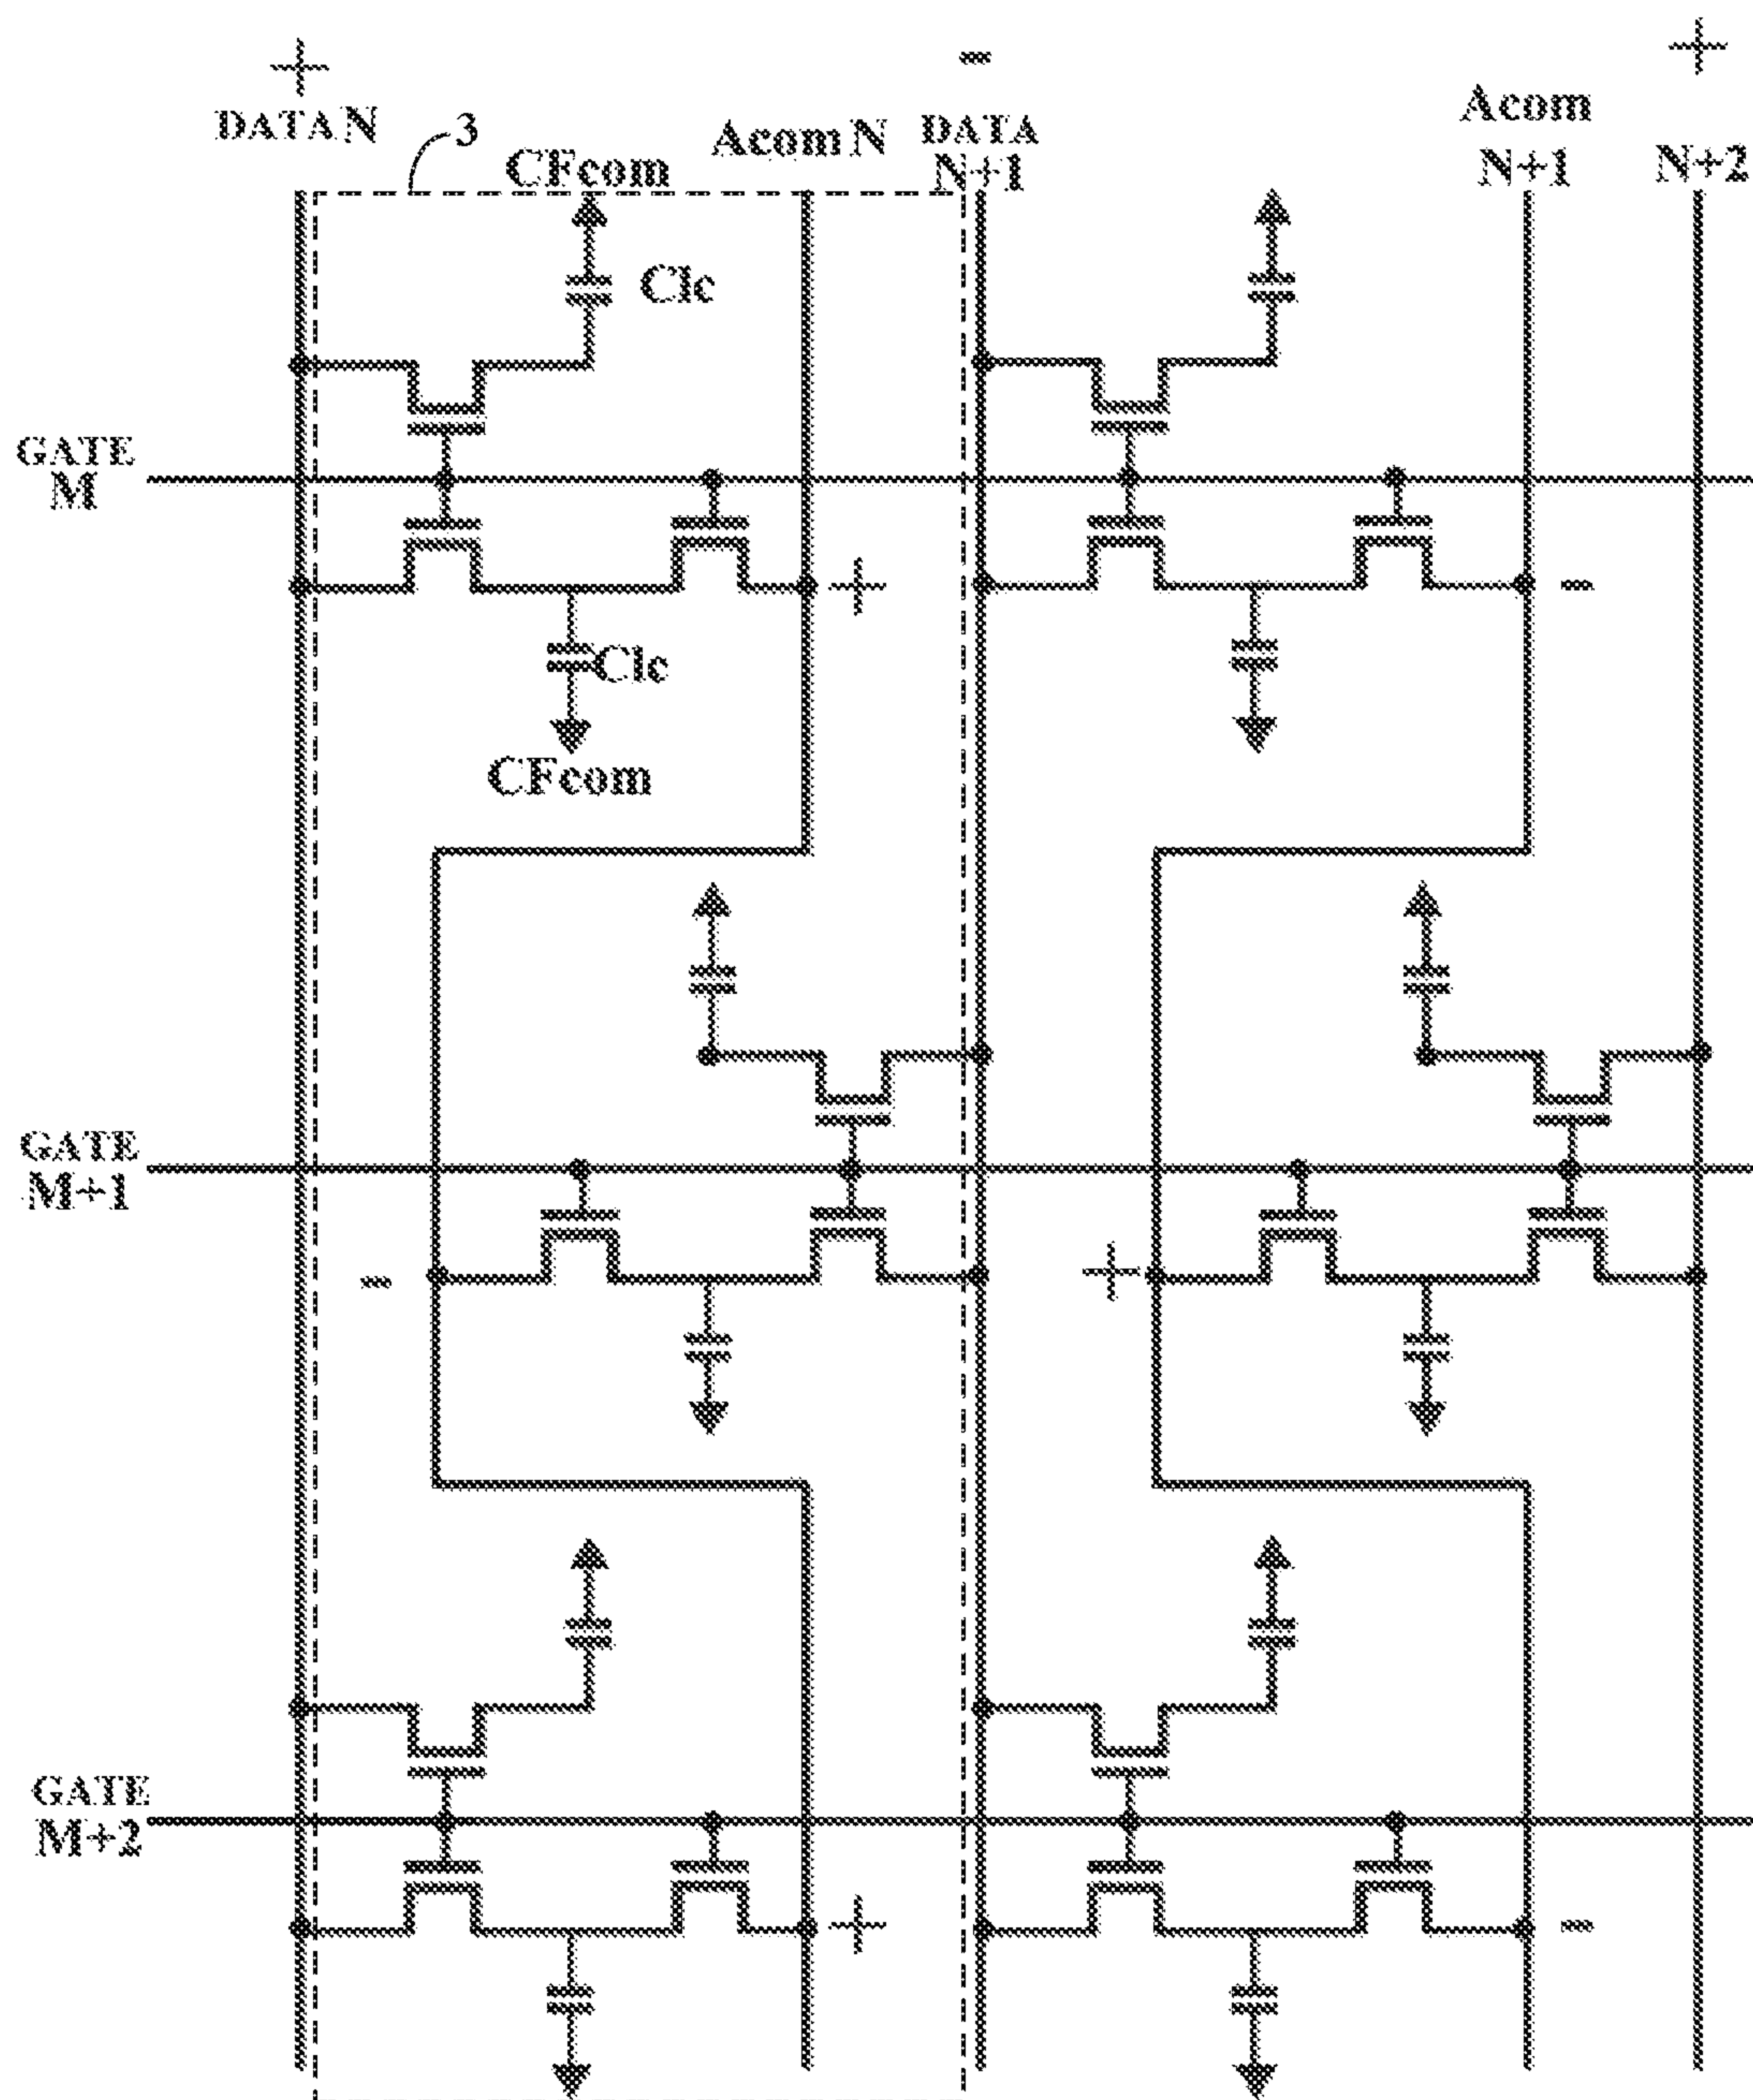 +
-
+
DATA N
3
CFcom
Acom N
DATA
N+1
Acom
N+1
N+2
Clc
GATE
M
+
-
Clc
CFcom
GATE
M+1
-
+
GATE
M+2
+
-